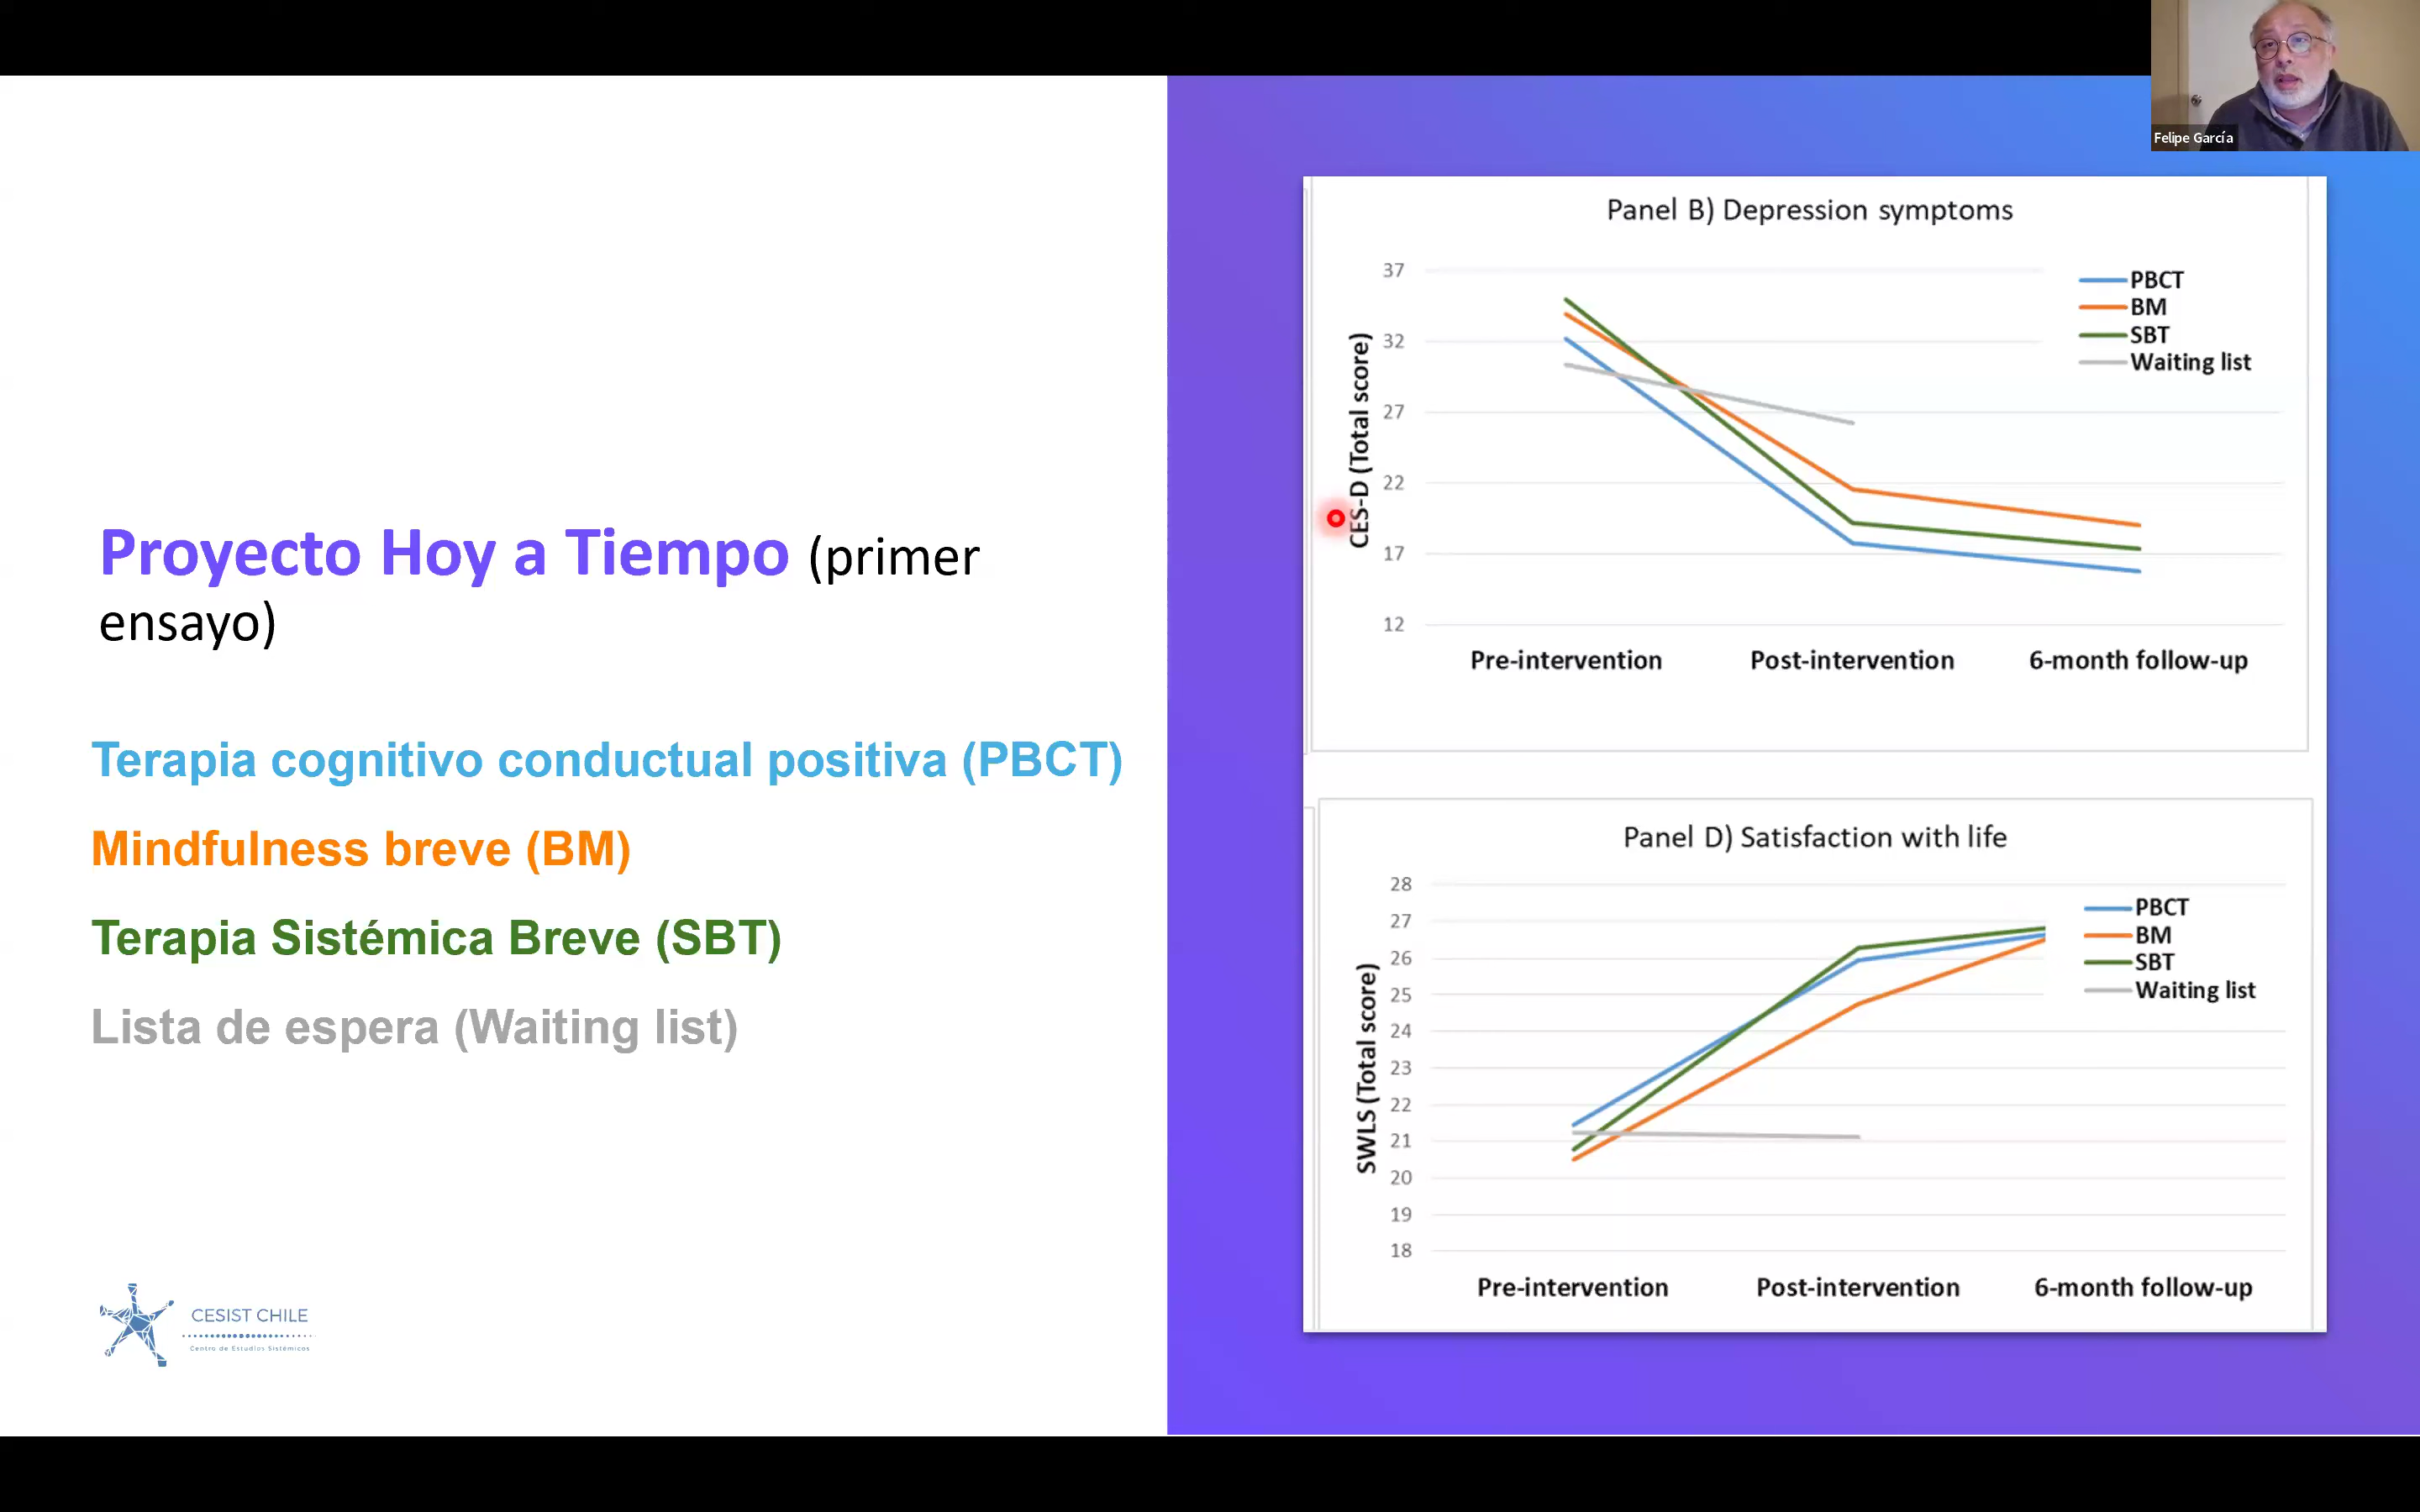 Felipe García
Proyecto Hoy a Tiempo (primer
ensayo)
Terapia cognitivo conductual positiva (PBCT)
Mindfulness breve (BM)
Terapia Sistémica Breve (SBT)
Lista de espera (Waiting list)
CESIST CHILE
Centro de Estudios Sistémicos
Panel B) Depression symptoms
CES-D (Total score)
37
32
27
22
17
12
PBCT
BM
SBT
Waiting list
Pre-intervention Post-intervention 6-month follow-up
Panel D) Satisfaction with life
SWLS (Total score)
28
27
26
25
24
23
22
21
20
19
18
PBCT
BM
SBT
Waiting list
Pre-intervention Post-intervention 6-month follow-up